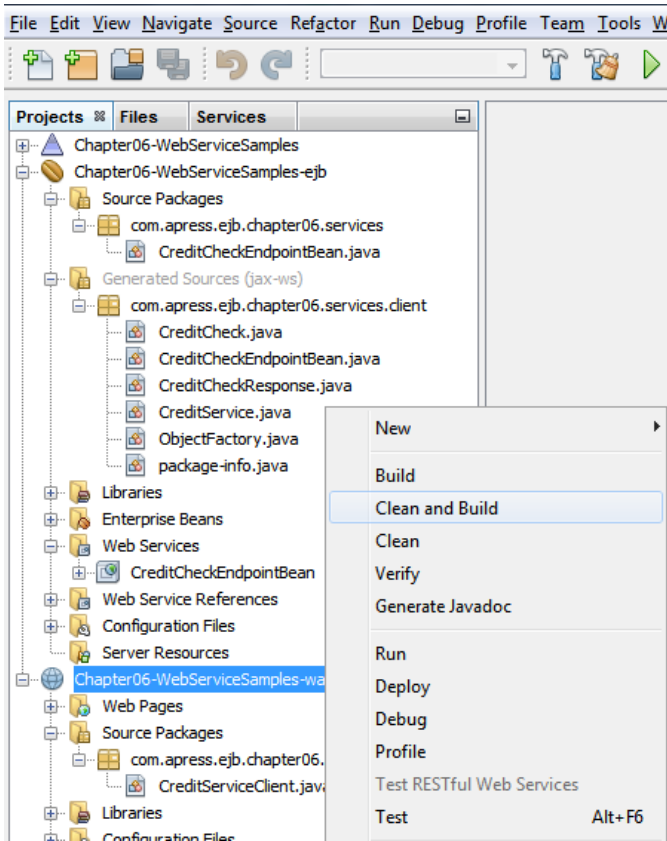 File Edit View Navigate Source Refactor Run Debug Profile Team Tools W
Projects Files Services
Chapter06-WebServiceSamples
Chapter06-WebServiceSamples-ejb
Source Packages
com.apress.ejb.chapter06.services
CreditCheckEndpointBean.java
Generated Sources (jax-ws)
com.apress.ejb.chapter06.services.client
CreditCheck.java
CreditCheckEndpointBean.java
CreditCheckResponse.java
CreditService.java
ObjectFactory.java
package-info.java
Libraries
Enterprise Beans
Web Services
CreditCheckEndpointBean
Web Service References
Configuration Files
Server Resources
Chapter06-WebServiceSamples-wa
Web Pages
Source Packages
com.apress.ejb.chapter06.
CreditServiceClient.java
Libraries
Configuration Files
New
Build
Clean and Build
Clean
Verify
Generate Javadoc
Run
Deploy
Debug
Profile
Test RESTful Web Services
Test Alt+F6